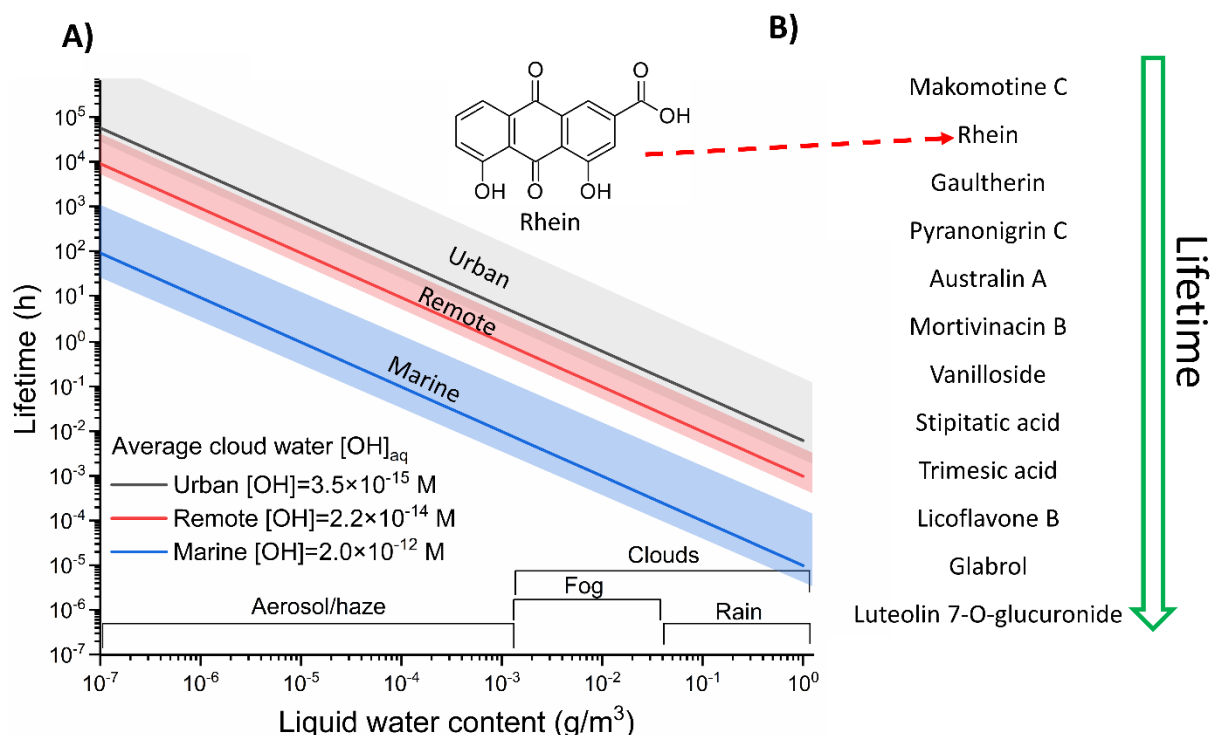 A)
B)
Lifetime (h)
10⁵
10⁴
10³
10²
10¹
10⁰
10⁻¹
10⁻²
10⁻³
10⁻⁴
10⁻⁵
10⁻⁶
10⁻⁷
O
O
OH
OH
O
OH
Rhein
Urban
Remote
Marine
Average cloud water [OH]aq
Urban [OH]=3.5×10⁻¹⁵ M
Remote [OH]=2.2×10⁻¹⁴ M
Marine [OH]=2.0×10⁻¹² M
Clouds
Fog
Aerosol/haze
Rain
10⁻⁷
10⁻⁶
10⁻⁵
10⁻⁴
10⁻³
10⁻²
10⁻¹
10⁰
Liquid water content (g/m³)
Makomotine C
Rhein
Gaultherin
Pyranonigrin C
Australin A
Mortivinacin B
Vanilloside
Stipitatic acid
Trimesic acid
Licoflavone B
Glabrol
Luteolin 7-O-glucuronide
Lifetime